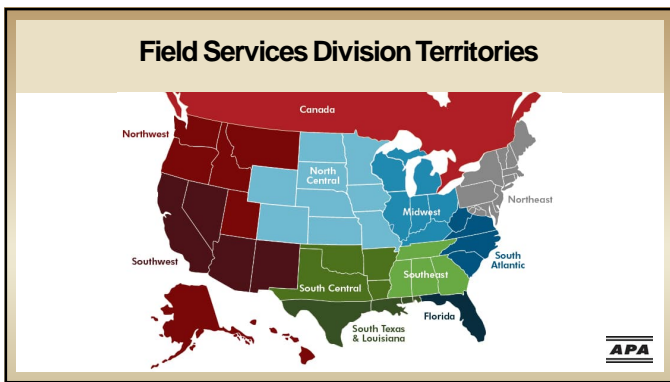 Field Services Division Territories
Canada
Northwest
North
Central
Midwest
Northeast
Southwest
South
Atlantic
South Central
Southeast
South Texas
& Louisiana
Florida
APA